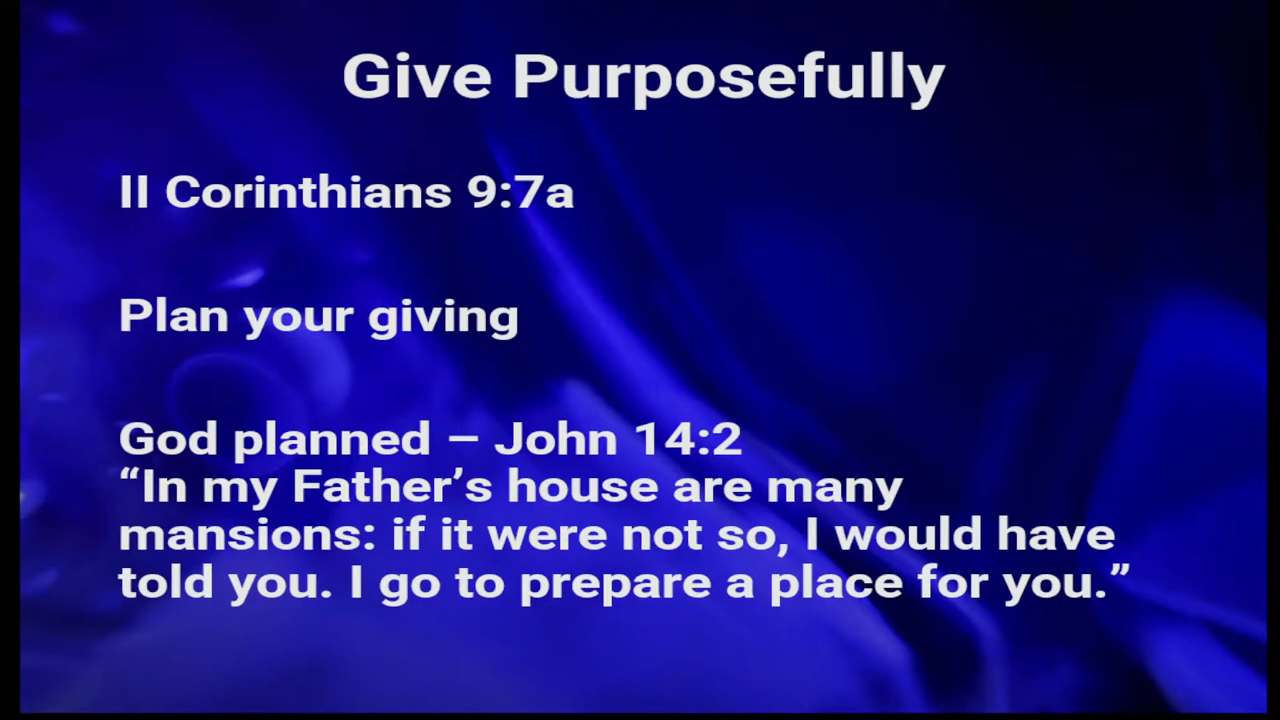 Give Purposefully
II Corinthians 9:7a
Plan your giving
God planned – John 14:2
“In my Father’s house are many
mansions: if it were not so, I would have
told you. I go to prepare a place for you.”